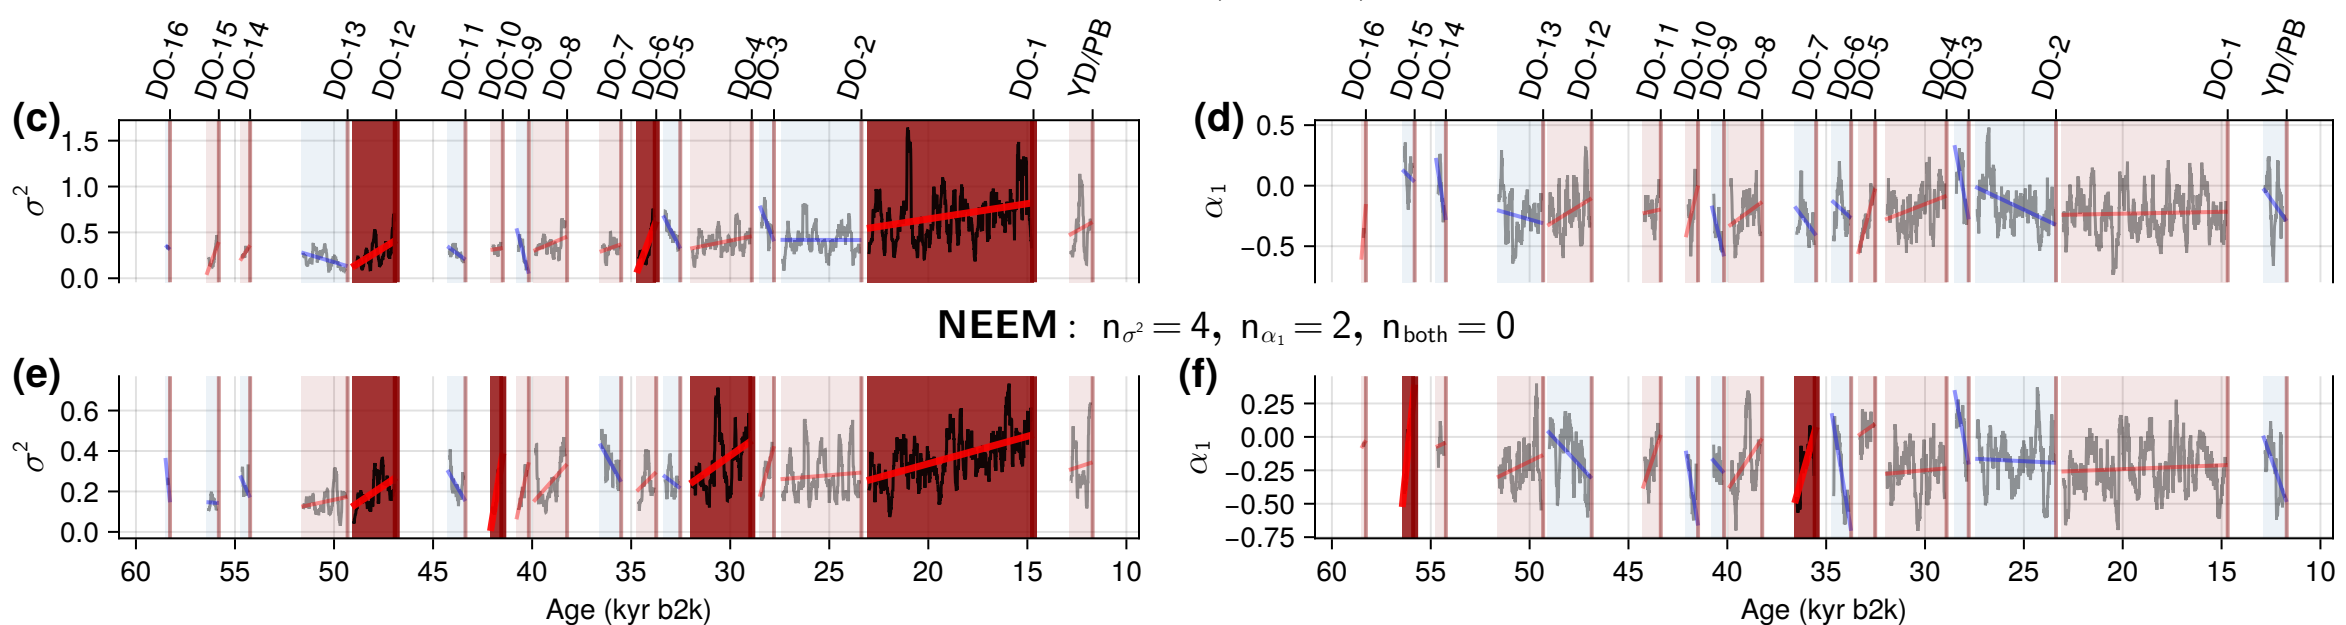 DO-16 DO-15 DO-14 DO-13 DO-12 DO-11 DO-10 DO-9 DO-8 DO-7 DO-6 DO-5 DO-4 DO-3 DO-2 DO-1 YD/PB
DO-16 DO-15 DO-14 DO-13 DO-12 DO-11 DO-10 DO-9 DO-8 DO-7 DO-6 DO-5 DO-4 DO-3 DO-2 DO-1 YD/PB
(c)
1.5
1.0
0.5
0.0
σ²
(d)
0.5
0.0
−0.5
α₁
NEEM : n_σ² = 4, n_α₁ = 2, n_both = 0
(e)
0.6
0.4
0.2
0.0
σ²
60 55 50 45 40 35 30 25 20 15 10
Age (kyr b2k)
(f)
0.25
0.00
−0.25
−0.50
−0.75
α₁
60 55 50 45 40 35 30 25 20 15 10
Age (kyr b2k)